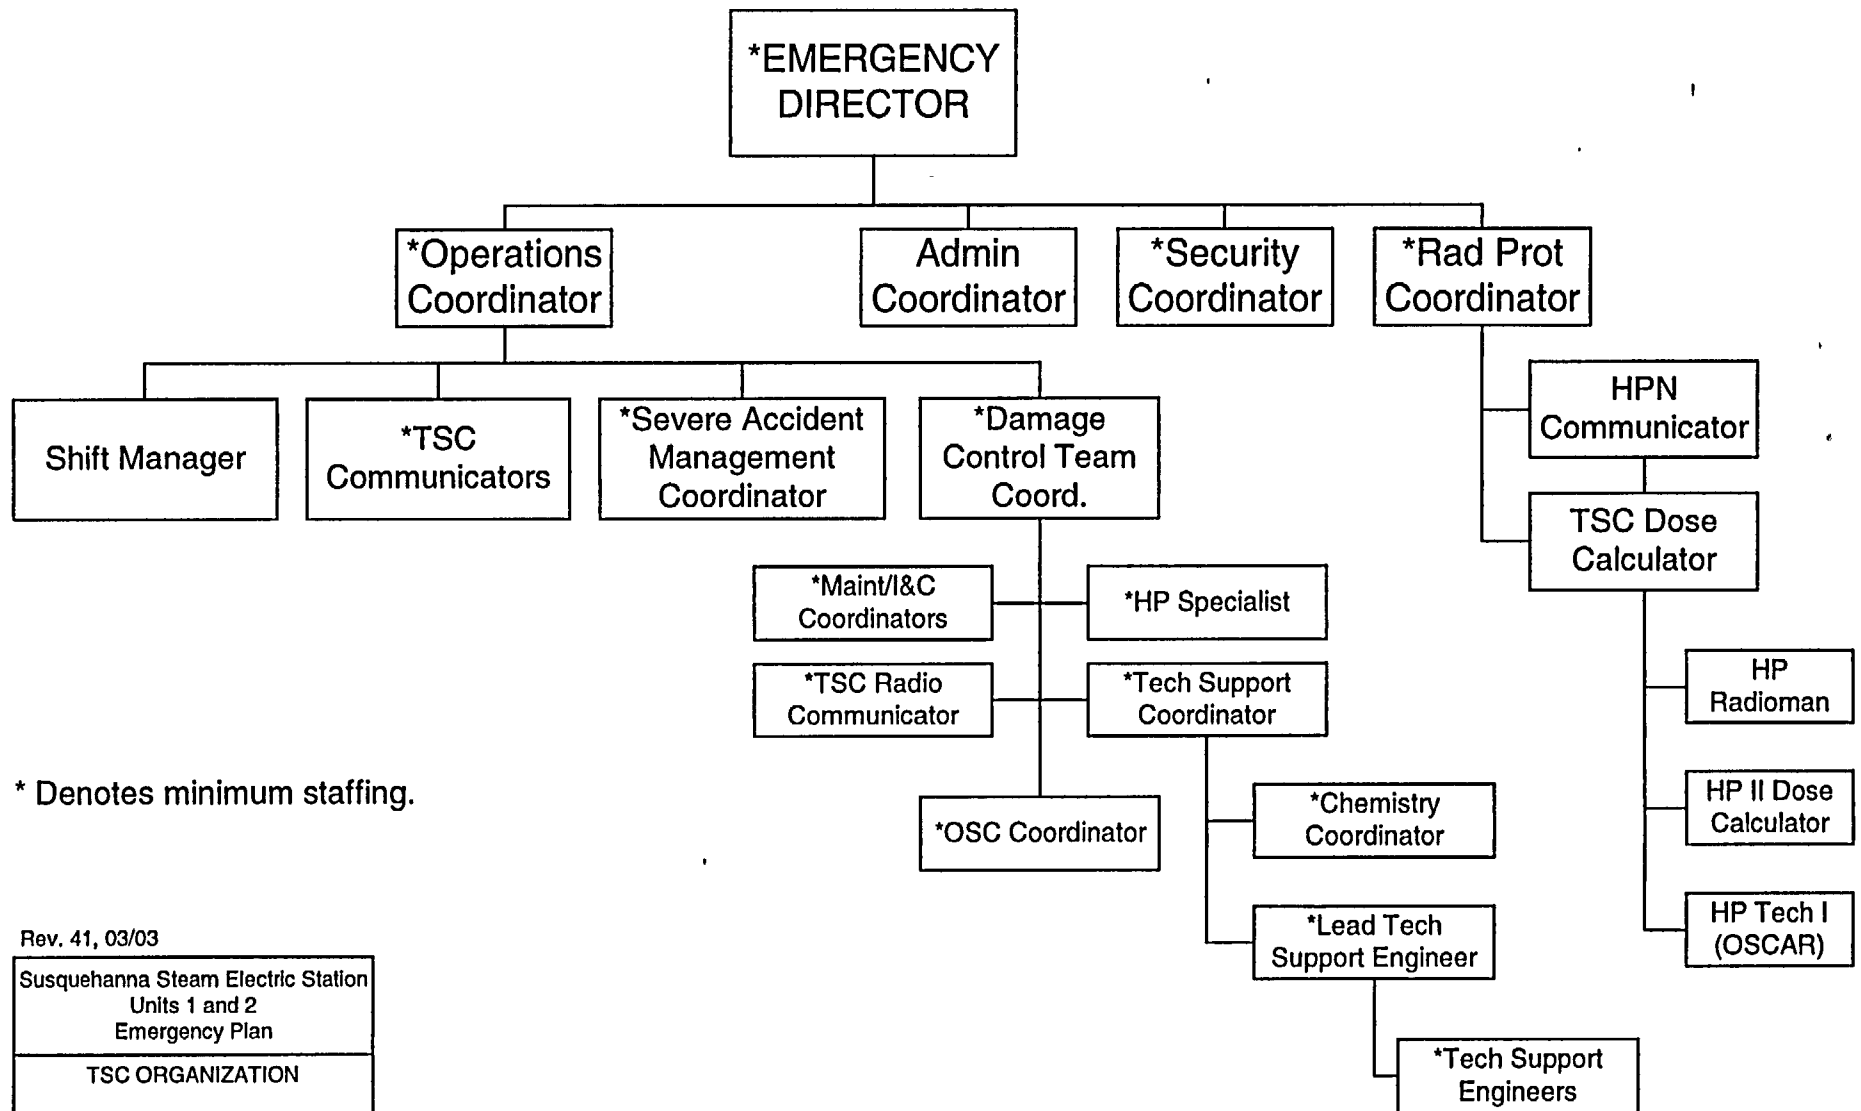 *EMERGENCY
DIRECTOR
*Operations
Coordinator
Admin
Coordinator
*Security
Coordinator
*Rad Prot
Coordinator
Shift Manager
*TSC
Communicators
*Severe Accident
Management
Coordinator
*Damage
Control Team
Coord.
HPN
Communicator
TSC Dose
Calculator
*Maint/I&C
Coordinators
*HP Specialist
*TSC Radio
Communicator
*Tech Support
Coordinator
HP
Radioman
* Denotes minimum staffing.
*OSC Coordinator
*Chemistry
Coordinator
HP II Dose
Calculator
*Lead Tech
Support Engineer
HP Tech I
(OSCAR)
*Tech Support
Engineers
Rev. 41, 03/03
Susquehanna Steam Electric Station
Units 1 and 2
Emergency Plan
TSC ORGANIZATION